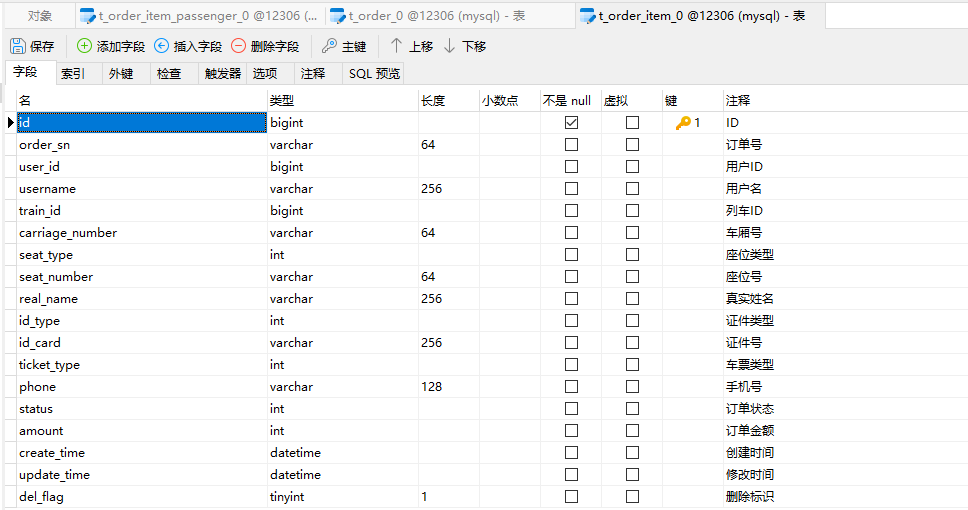 对象 t_order_item_passenger_0 @12306 (... t_order_0 @12306 (mysql) - 表 t_order_item_0 @12306 (mysql) - 表
保存 添加字段 插入字段 删除字段 主键 上移 下移
字段 索引 外键 检查 触发器 选项 注释 SQL 预览
名 类型 长度 小数点 不是 null 虚拟 键 注释
id bigint 1 ID
order_sn varchar 64 订单号
user_id bigint 用户ID
username varchar 256 用户名
train_id bigint 列车ID
carriage_number varchar 64 车厢号
seat_type int 座位类型
seat_number varchar 64 座位号
real_name varchar 256 真实姓名
id_type int 证件类型
id_card varchar 256 证件号
ticket_type int 车票类型
phone varchar 128 手机号
status int 订单状态
amount int 订单金额
create_time datetime 创建时间
update_time datetime 修改时间
del_flag tinyint 1 删除标识